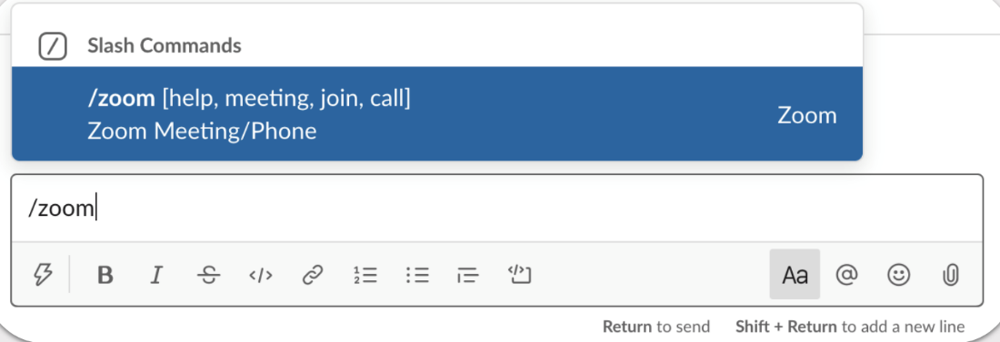 Slash Commands
/zoom [help, meeting, join, call]
Zoom Meeting/Phone
Zoom
/zoom
B I S </> Aa @
Return to send Shift + Return to add a new line